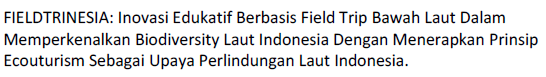 FIELDTRINESIA: Inovasi Edukatif Berbasis Field Trip Bawah Laut Dalam
Memperkenalkan Biodiversity Laut Indonesia Dengan Menerapkan Prinsip
Ecouturism Sebagai Upaya Perlindungan Laut Indonesia.